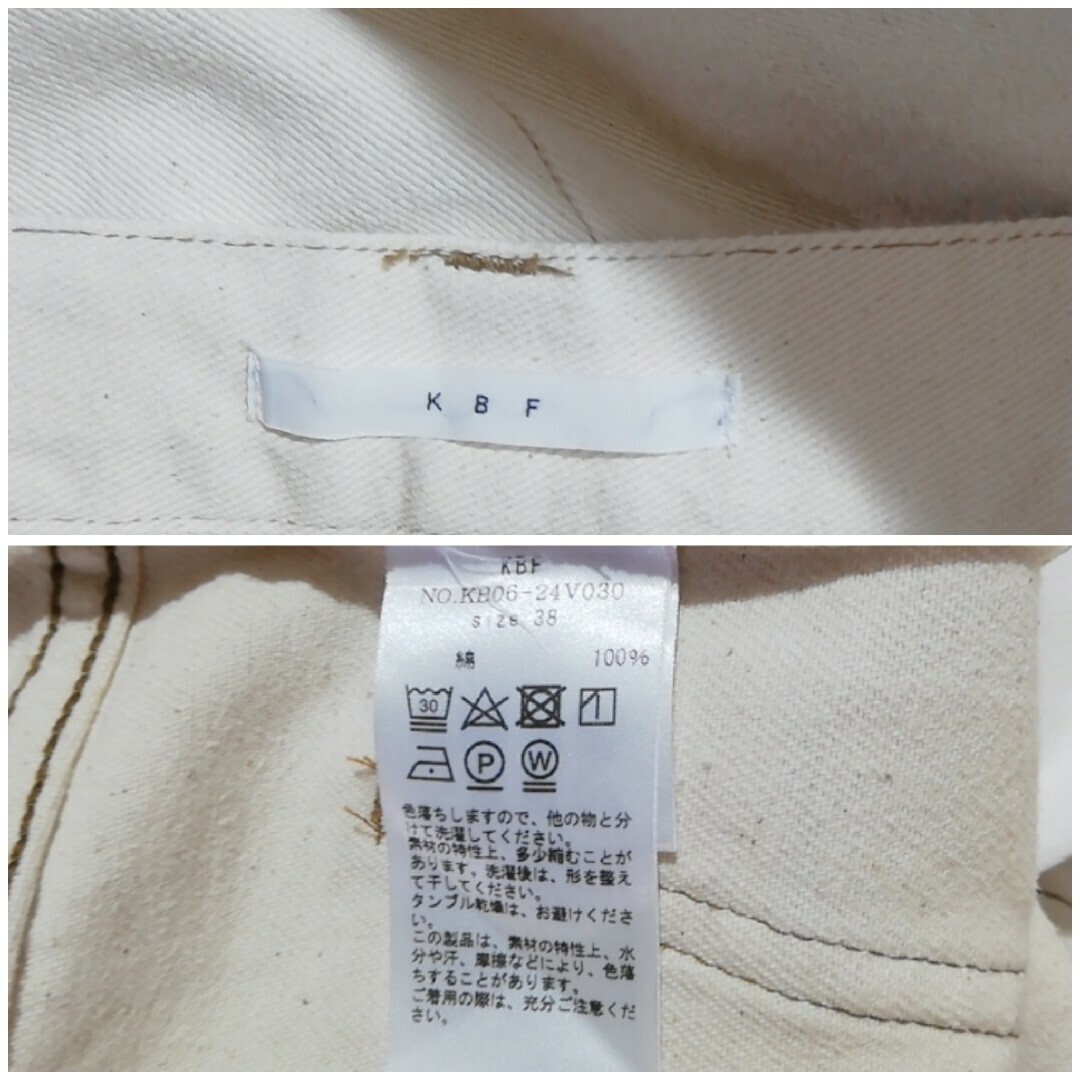 K B F
KBF
NO.KB06-24V030
size 38
綿 100%
30
P W
色落ちしますので、他の物と分
けて洗濯してください。
素材の特性上、多少縮むことが
あります。洗濯後は、形を整え
て干してください。
タンブル乾燥は、お避けくださ
い。
この製品は、素材の特性上、水
分や汗、摩擦などにより、色落
ちすることがあります。
ご着用の際は、充分ご注意くだ
さい。